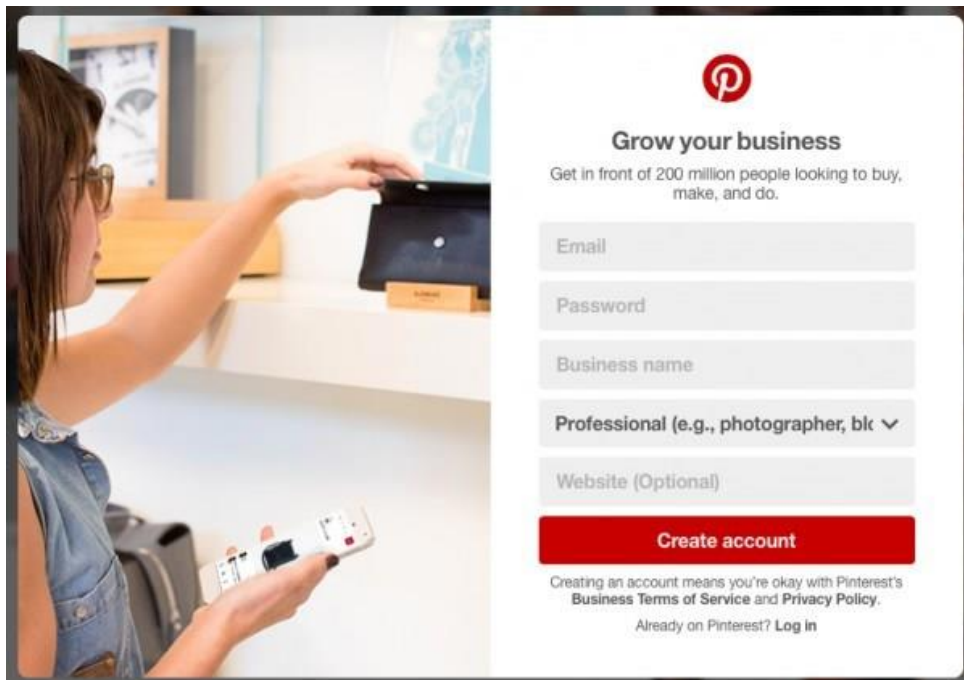 Grow your business
Get in front of 200 million people looking to buy,
make, and do.
Email
Password
Business name
Professional (e.g., photographer, blc
Website (Optional)
Create account
Creating an account means you're okay with Pinterest's
Business Terms of Service and Privacy Policy.
Already on Pinterest? Log in